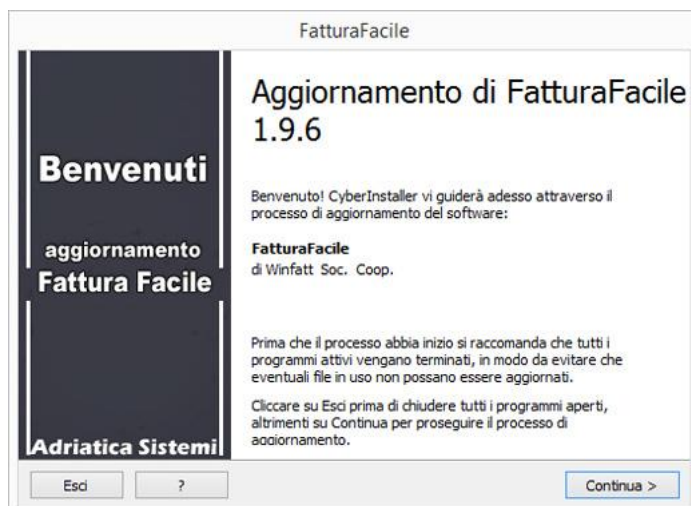 FatturaFacile
Benvenuti
aggiornamento
Fattura Facile
Adriatica Sistemi
Aggiornamento di FatturaFacile
1.9.6
Benvenuto! CyberInstaller vi guiderà adesso attraverso il
processo di aggiornamento del software:
FatturaFacile
di Winfatt Soc. Coop.
Prima che il processo abbia inizio si raccomanda che tutti i
programmi attivi vengano terminati, in modo da evitare che
eventuali file in uso non possano essere aggiornati.
Cliccare su Esci prima di chiudere tutti i programmi aperti,
altrimenti su Continua per proseguire il processo di
aggiornamento.
Esci
?
Continua >